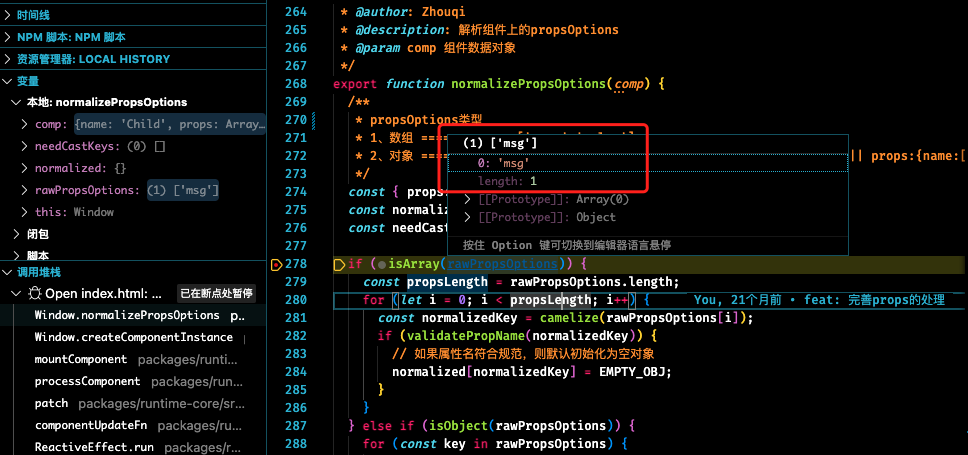 时间线
NPM 脚本: NPM 脚本
资源管理器: LOCAL HISTORY
变量
本地: normalizePropsOptions
comp: {name: 'Child', props: Array…
needCastKeys: (0) []
normalized: {}
rawPropsOptions: (1) ['msg']
this: Window
闭包
脚本
调用堆栈
Open index.html: ... 已在断点处暂停
Window.normalizePropsOptions p...
Window.createComponentInstance
mountComponent packages/runti...
processComponent packages/run...
patch packages/runtime-core/sr...
componentUpdateFn packages/run...
ReactiveEffect.run packages/rea...
264 * @author: Zhouqi
265 * @description: 解析组件上的propsOptions
266 * @param comp 组件数据对象
267 */
268 export function normalizePropsOptions(comp) {
269 /**
270 * propsOptions类型
271 * 1、数组 ====
272 * 2、对象 ==== || props:{name:[
273 */
274 const { props
275 const normaliz
276 const needCast
277
278 if (isArray(rawPropsOptions)) {
279 const propsLength = rawPropsOptions.length;
280 for (let i = 0; i < propsLength; i++) { You, 21个月前 • feat: 完善props的处理
281 const normalizedKey = camelize(rawPropsOptions[i]);
282 if (validatePropName(normalizedKey)) {
283 // 如果属性名符合规范，则默认初始化为空对象
284 normalized[normalizedKey] = EMPTY_OBJ;
285 }
286 }
287 } else if (isObject(rawPropsOptions)) {
288 for (const key in rawPropsOptions) {
(1) ['msg']
0: 'msg'
length: 1
[[Prototype]]: Array(0)
[[Prototype]]: Object
按住 Option 键可切换到编辑器语言悬停